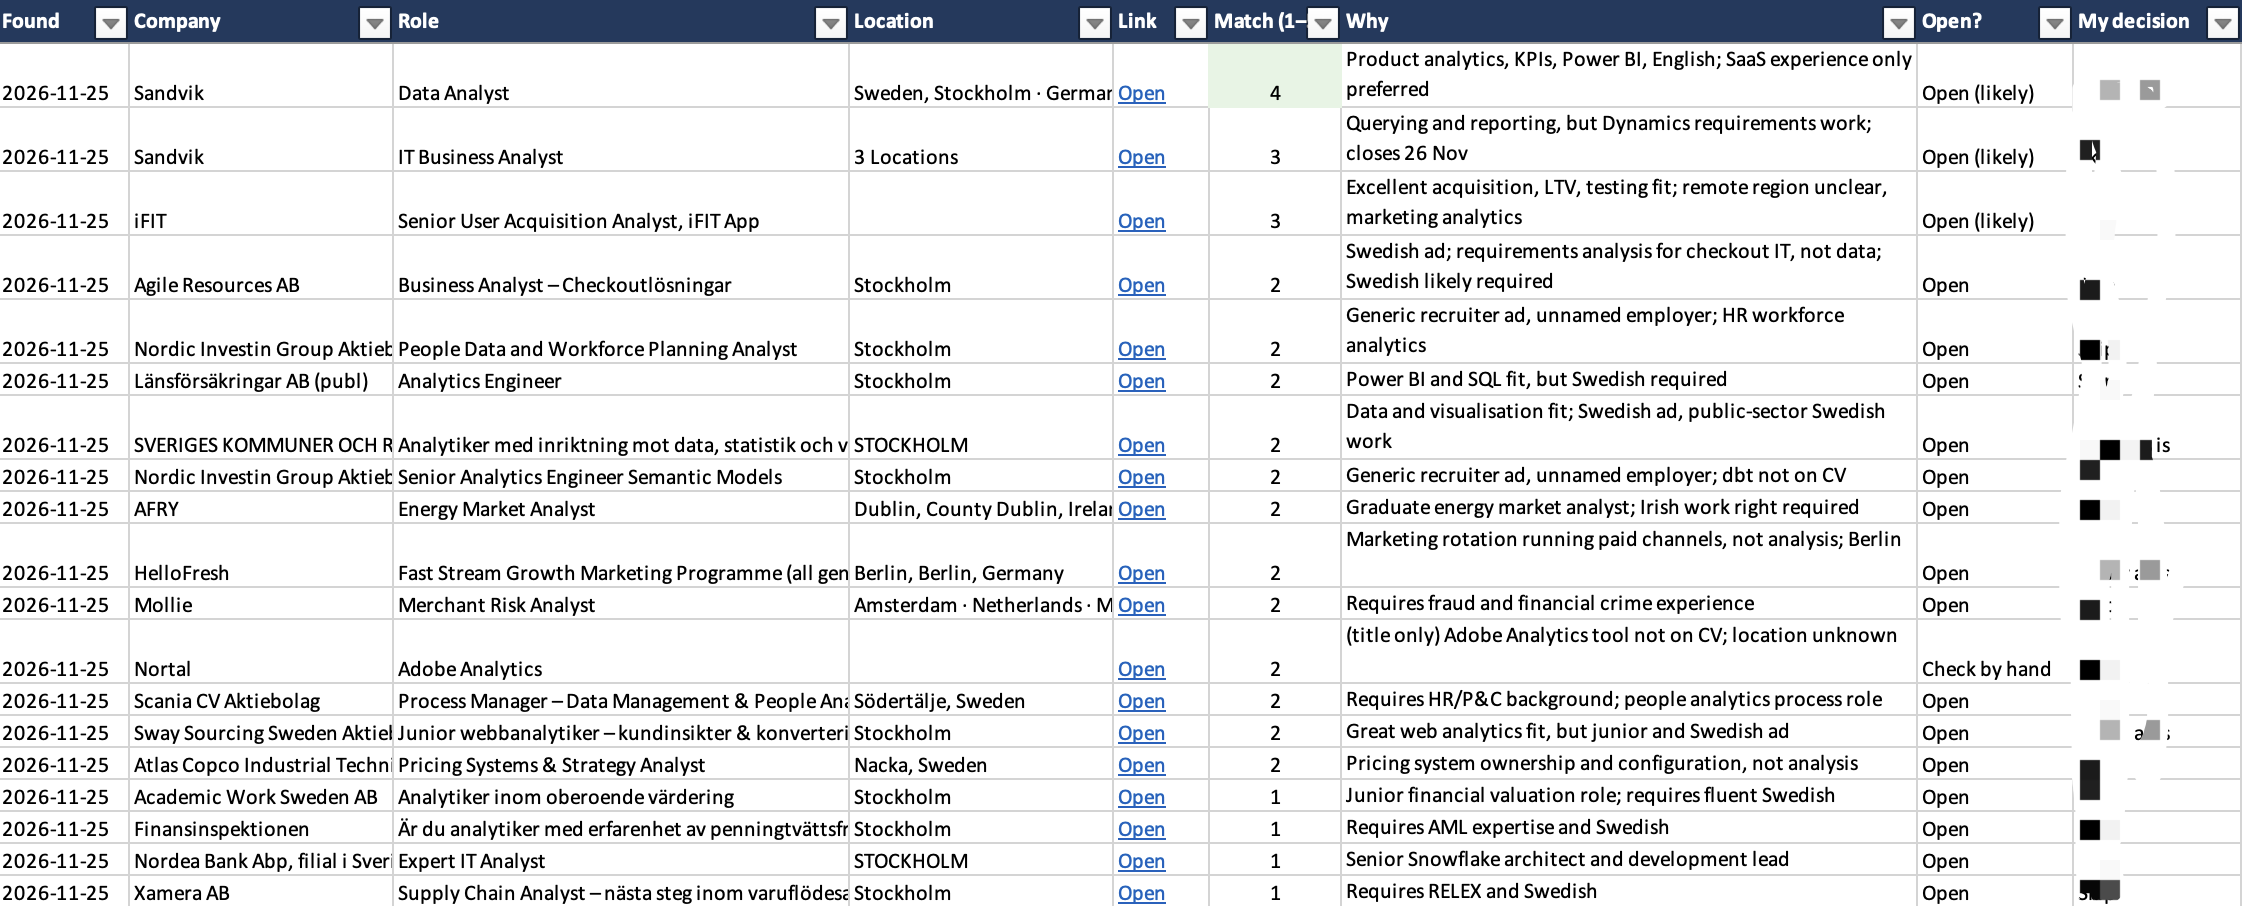 Found Company Role Location Link Match (1– Why Open? My decision
Product analytics, KPIs, Power BI, English; SaaS experience only
2026-11-25 Sandvik Data Analyst Sweden, Stockholm · German Open 4 preferred Open (likely)
Querying and reporting, but Dynamics requirements work;
2026-11-25 Sandvik IT Business Analyst 3 Locations Open 3 closes 26 Nov Open (likely)
Excellent acquisition, LTV, testing fit; remote region unclear,
2026-11-25 iFIT Senior User Acquisition Analyst, iFIT App Open 3 marketing analytics Open (likely)
Swedish ad; requirements analysis for checkout IT, not data;
2026-11-25 Agile Resources AB Business Analyst – Checkoutlösningar Stockholm Open 2 Swedish likely required Open
Generic recruiter ad, unnamed employer; HR workforce
2026-11-25 Nordic Investin Group Aktieb People Data and Workforce Planning Analyst Stockholm Open 2 analytics Open
2026-11-25 Länsförsäkringar AB (publ) Analytics Engineer Stockholm Open 2 Power BI and SQL fit, but Swedish required Open
Data and visualisation fit; Swedish ad, public-sector Swedish
2026-11-25 SVERIGES KOMMUNER OCH R Analytiker med inriktning mot data, statistik och v STOCKHOLM Open 2 work Open
2026-11-25 Nordic Investin Group Aktieb Senior Analytics Engineer Semantic Models Stockholm Open 2 Generic recruiter ad, unnamed employer; dbt not on CV Open
2026-11-25 AFRY Energy Market Analyst Dublin, County Dublin, Irelan Open 2 Graduate energy market analyst; Irish work right required Open
Marketing rotation running paid channels, not analysis; Berlin
2026-11-25 HelloFresh Fast Stream Growth Marketing Programme (all gen Berlin, Berlin, Germany Open 2 Open
2026-11-25 Mollie Merchant Risk Analyst Amsterdam · Netherlands · M Open 2 Requires fraud and financial crime experience Open
(title only) Adobe Analytics tool not on CV; location unknown
2026-11-25 Nortal Adobe Analytics Open 2 Check by hand
2026-11-25 Scania CV Aktiebolag Process Manager – Data Management & People Ana Södertälje, Sweden Open 2 Requires HR/P&C background; people analytics process role Open
2026-11-25 Sway Sourcing Sweden Aktieb Junior webbanalytiker – kundinsikter & konverteri Stockholm Open 2 Great web analytics fit, but junior and Swedish ad Open
2026-11-25 Atlas Copco Industrial Techni Pricing Systems & Strategy Analyst Nacka, Sweden Open 2 Pricing system ownership and configuration, not analysis Open
2026-11-25 Academic Work Sweden AB Analytiker inom oberoende värdering Stockholm Open 1 Junior financial valuation role; requires fluent Swedish Open
2026-11-25 Finansinspektionen Är du analytiker med erfarenhet av penningtvättsfr Stockholm Open 1 Requires AML expertise and Swedish Open
2026-11-25 Nordea Bank Abp, filial i Sveri Expert IT Analyst STOCKHOLM Open 1 Senior Snowflake architect and development lead Open
2026-11-25 Xamera AB Supply Chain Analyst – nästa steg inom varuflödesa Stockholm Open 1 Requires RELEX and Swedish Open